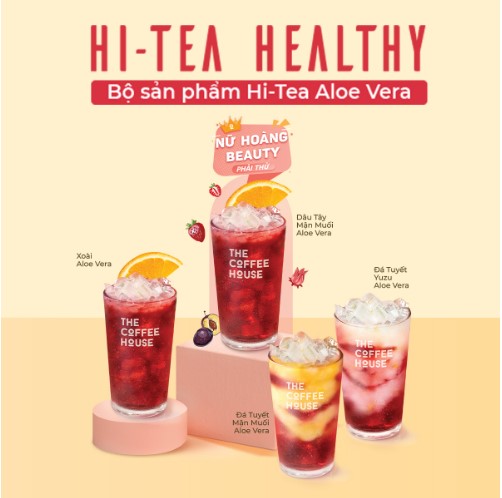 HI-TEA HEALTHY
Bộ sản phẩm Hi-Tea Aloe Vera
NỮ HOÀNG
BEAUTY
PHẢI THỬ...
Dâu Tây
Mận Muối
Aloe Vera
Xoài
Aloe Vera
THE
COFFEE
HOUSE
Đá Tuyết
Yuzu
Aloe Vera
THE
COFFEE
HOUSE
THE
COFFEE
HOUSE
THE
COFFEE
HOUSE
Đá Tuyết
Mận Muối
Aloe Vera